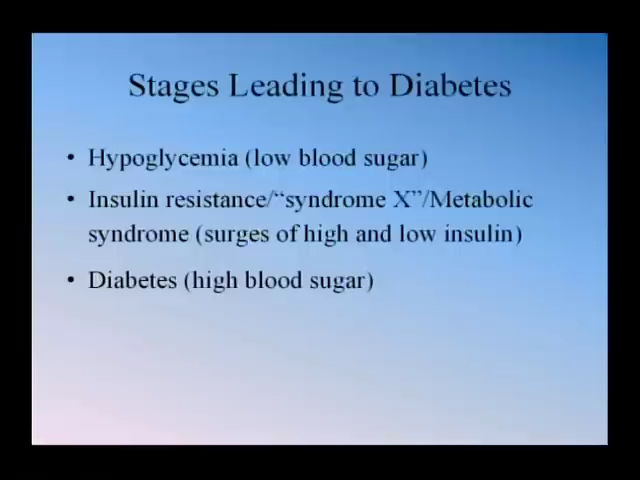 Stages Leading to Diabetes
• Hypoglycemia (low blood sugar)
• Insulin resistance/“syndrome X”/Metabolic
syndrome (surges of high and low insulin)
• Diabetes (high blood sugar)